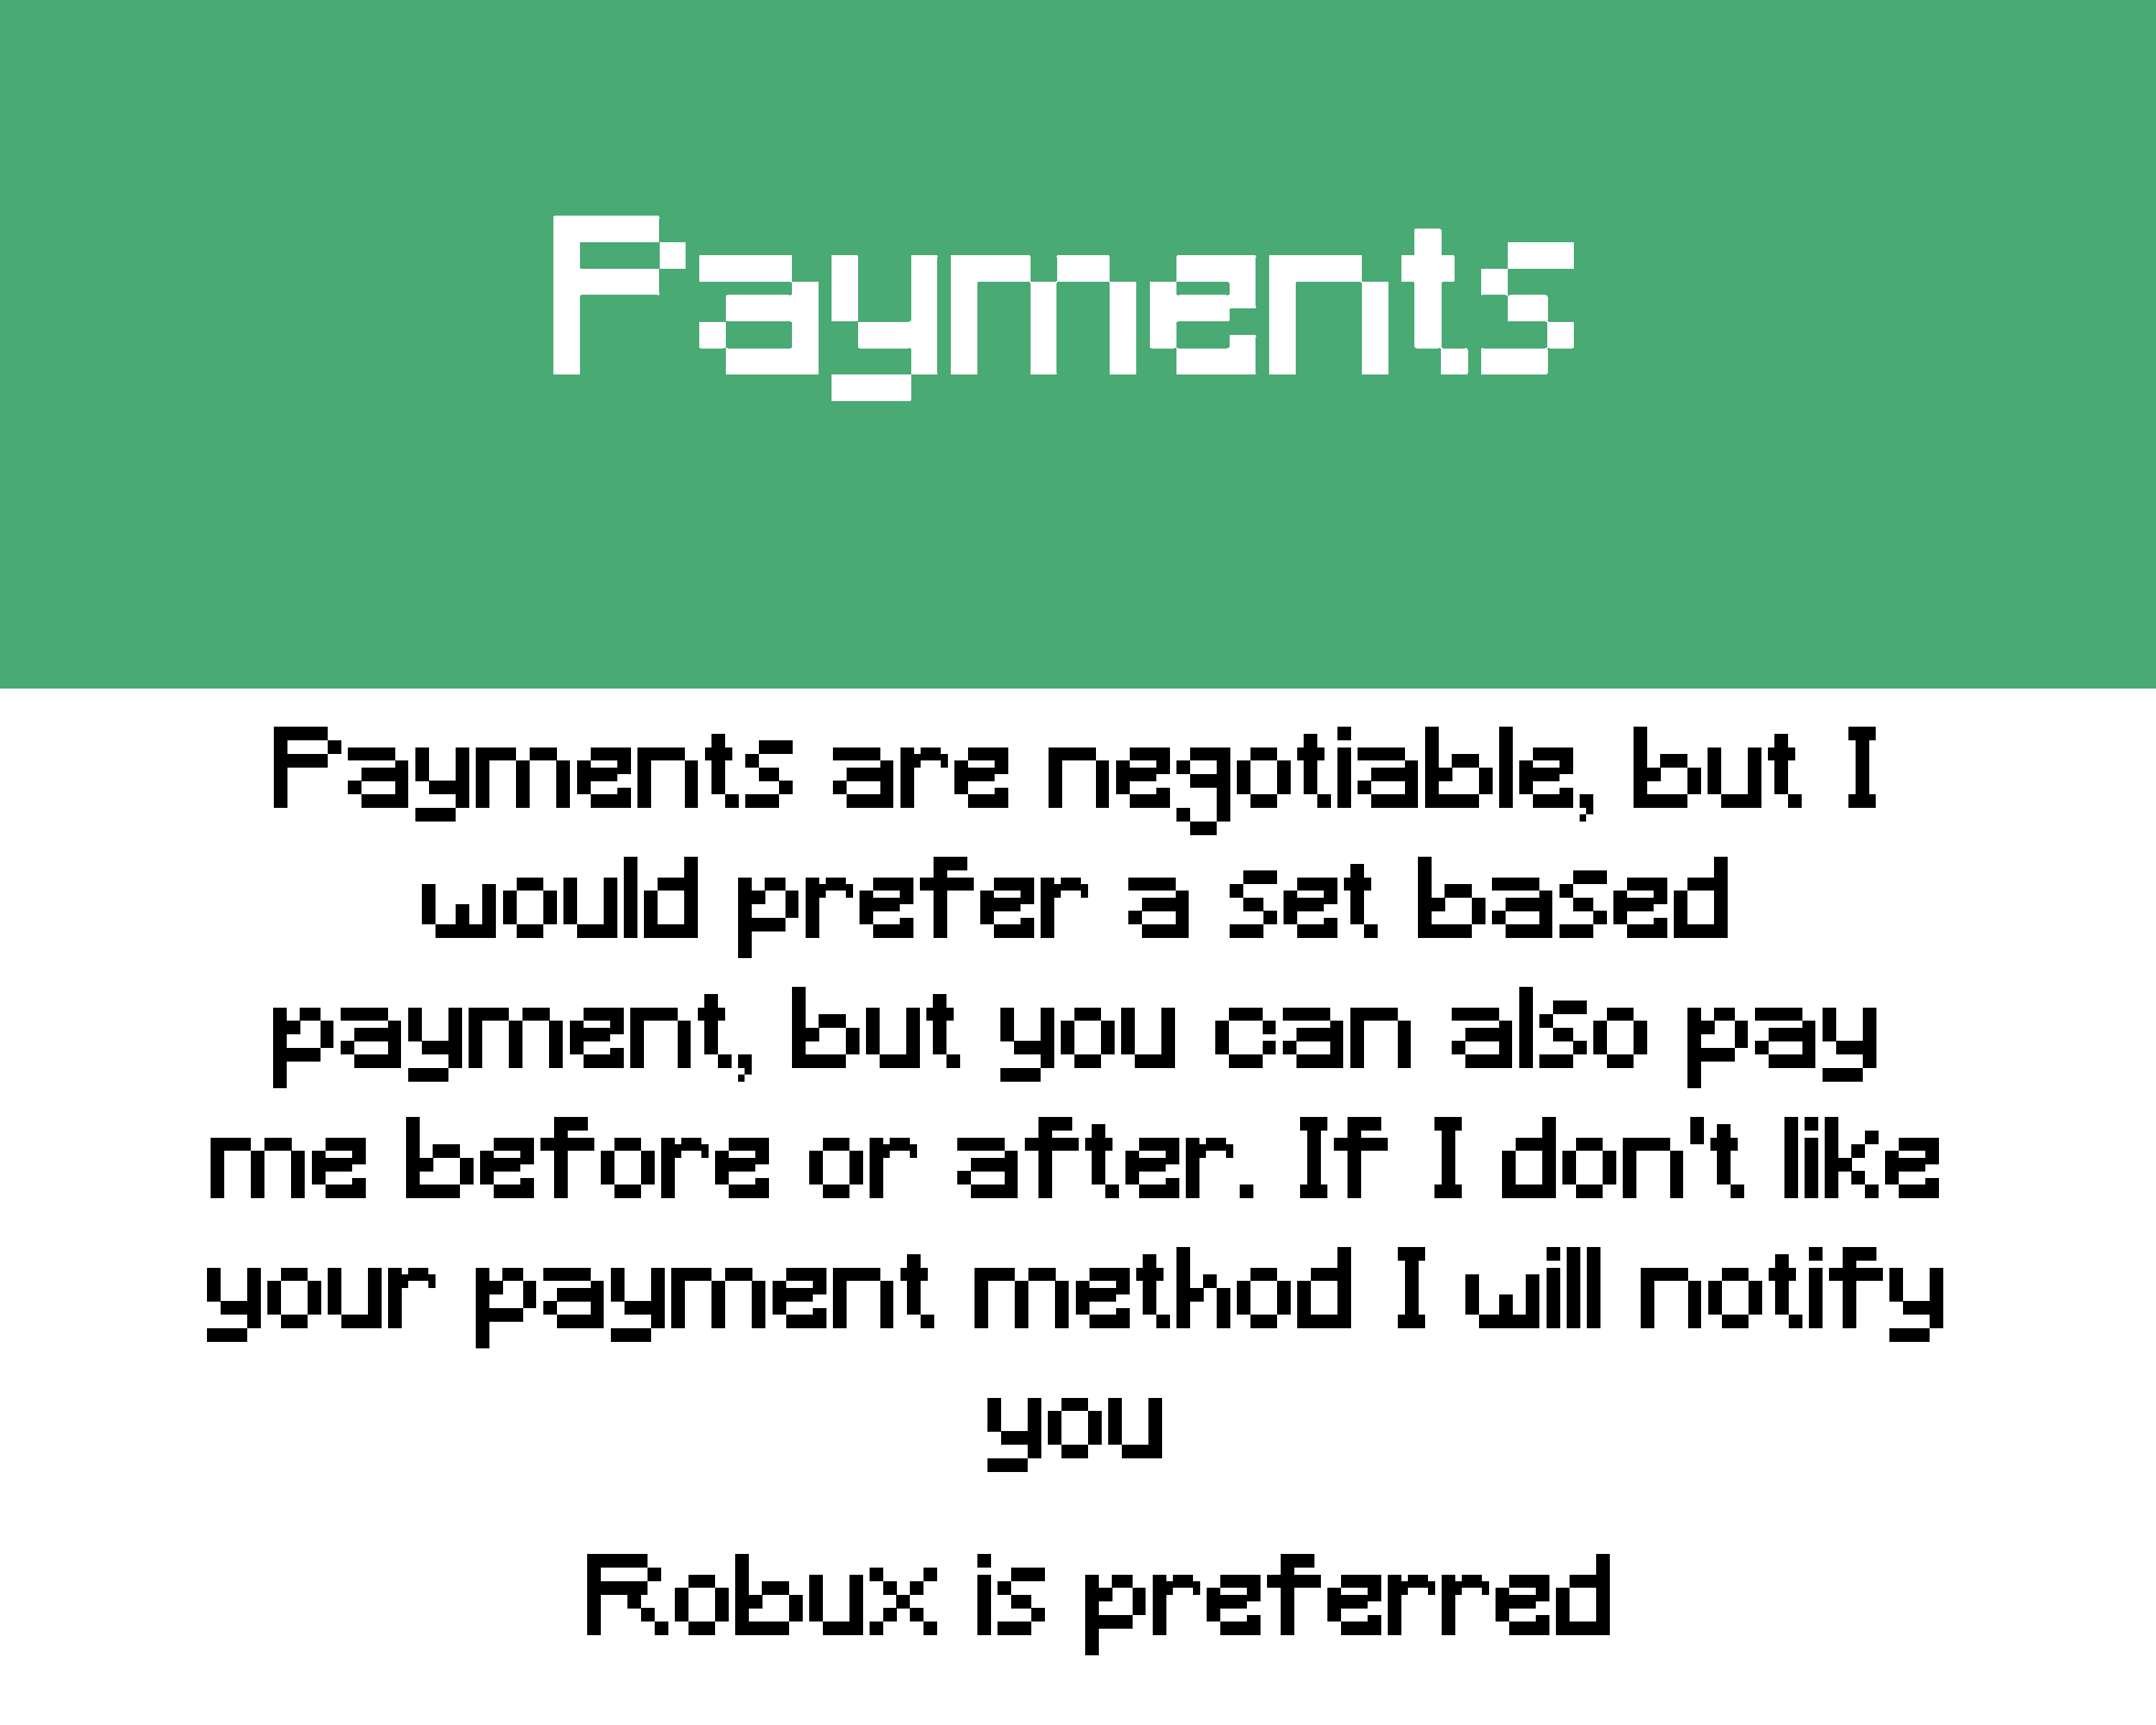 Payments
Payments are negotiable, but I
would prefer a set based
payment, but you can also pay
me before or after. If I don't like
your payment method I will notify
you
Robux is preferred